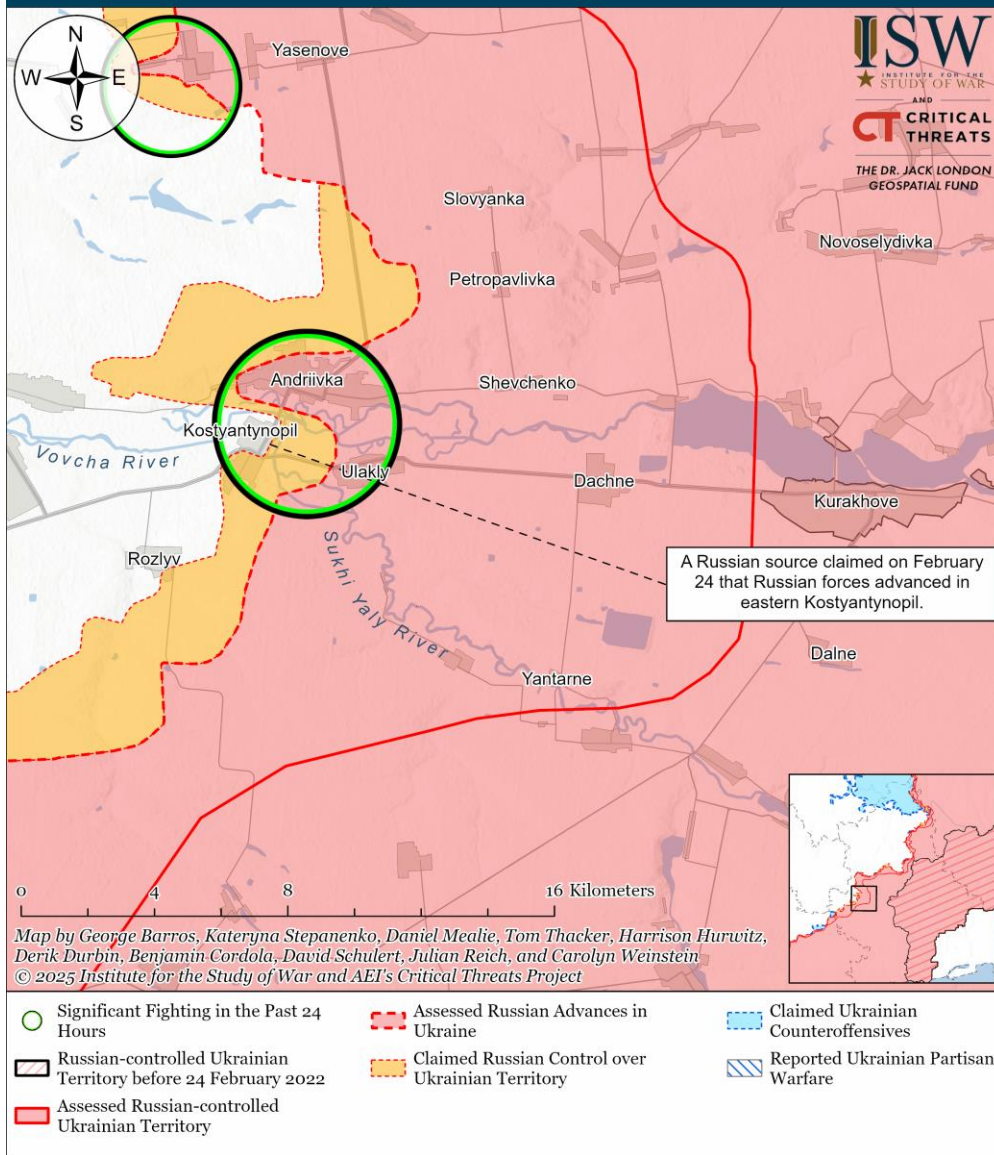 N
W E
S
Yasenove
ISW
INSTITUTE FOR THE
STUDY OF WAR
AND
CT CRITICAL
THREATS
THE DR. JACK LONDON
GEOSPATIAL FUND
Slovyanka
Novoselydivka
Petropavlivka
Andriivka
Shevchenko
Kostyantynopil
Vovcha River
Ulakly
Dachne
Kurakhove
Rozlyv
Sukhi Yaly River
A Russian source claimed on February
24 that Russian forces advanced in
eastern Kostyantynopil.
Dalne
Yantarne
0 4 8 16 Kilometers
Map by George Barros, Kateryna Stepanenko, Daniel Mealie, Tom Thacker, Harrison Hurwitz,
Derik Durbin, Benjamin Cordola, David Schulert, Julian Reich, and Carolyn Weinstein
© 2025 Institute for the Study of War and AEI's Critical Threats Project
Significant Fighting in the Past 24
Hours
Russian-controlled Ukrainian
Territory before 24 February 2022
Assessed Russian-controlled
Ukrainian Territory
Assessed Russian Advances in
Ukraine
Claimed Russian Control over
Ukrainian Territory
Claimed Ukrainian
Counteroffensives
Reported Ukrainian Partisan
Warfare